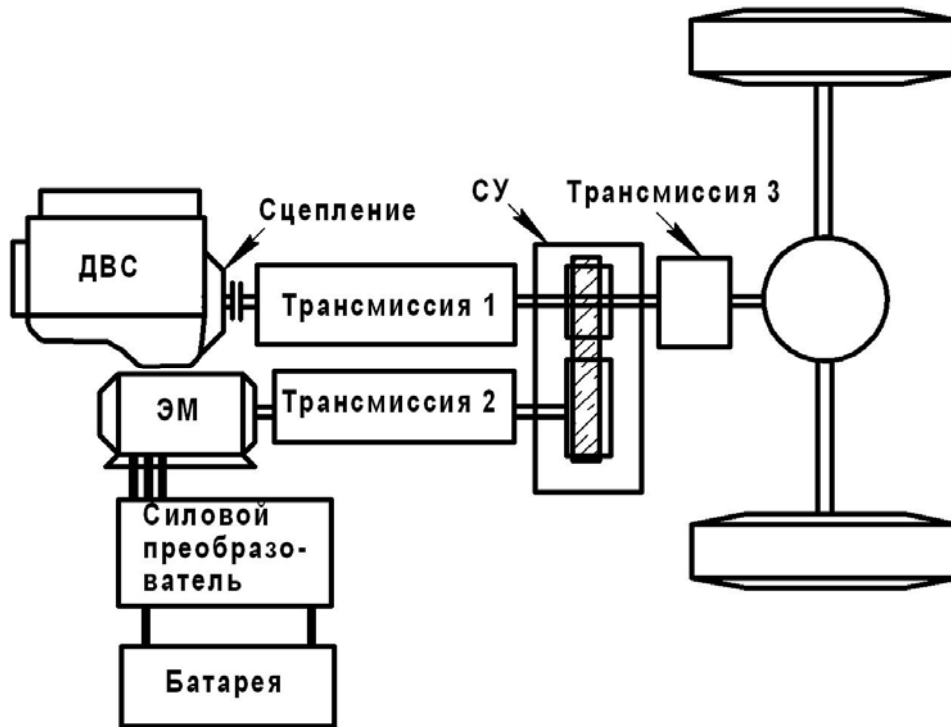 СУ
Трансмиссия 3
Сцепление
ДВС
Трансмиссия 1
ЭМ
Трансмиссия 2
Силовой
преобразо-
ватель
Батарея